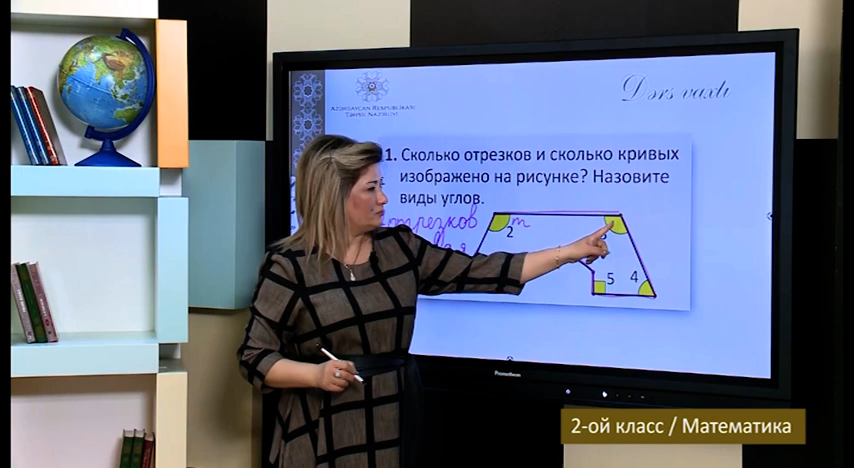 AZƏRBAYCAN RESPUBLİKASI
TƏHSİL NAZİRLİYİ
Dərs vaxtı
1. Сколько отрезков и сколько кривых
изображено на рисунке? Назовите
виды углов.
отрезков
т
2
5
4
Promethean
2-ой класс / Математика